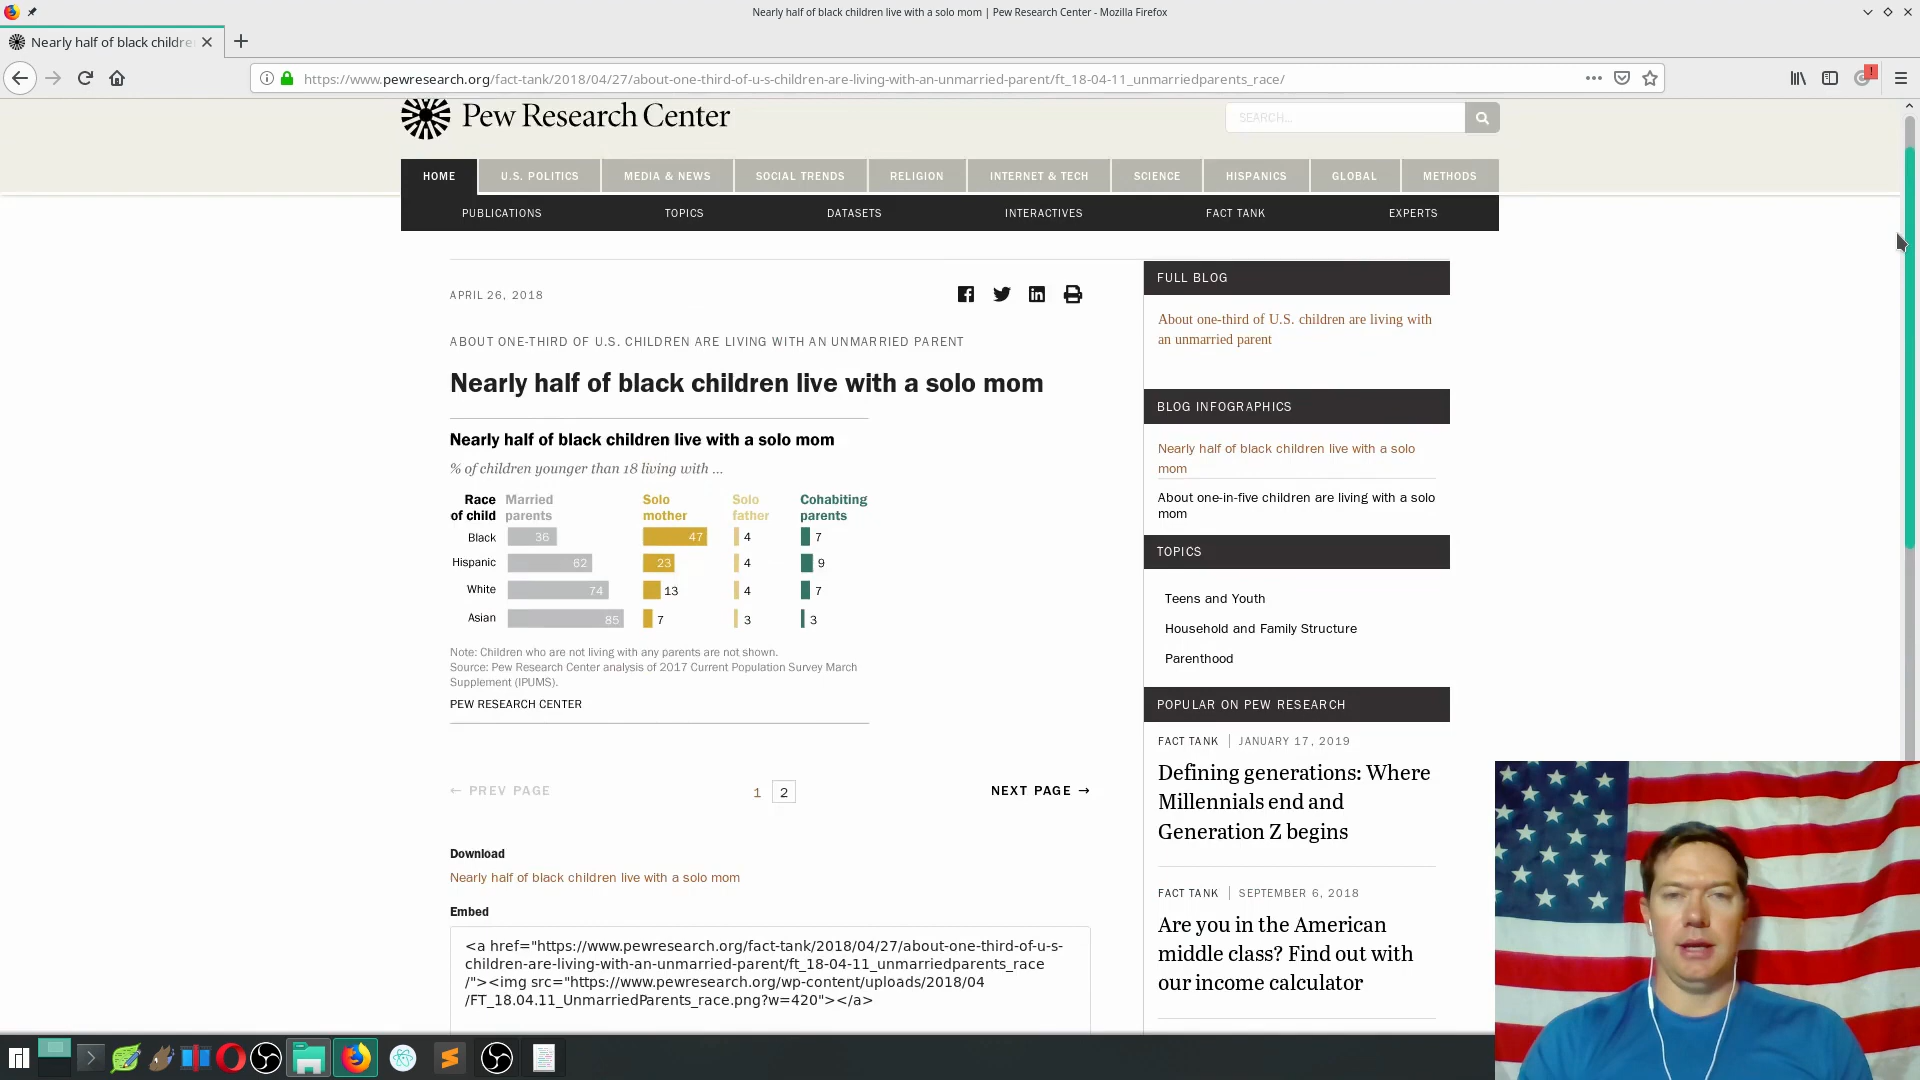 Nearly half of black children live with a solo mom | Pew Research Center - Mozilla Firefox
Nearly half of black childre
https://www.pewresearch.org/fact-tank/2018/04/27/about-one-third-of-u-s-children-are-living-with-an-unmarried-parent/ft_18-04-11_unmarriedparents_race/
Pew Research Center
SEARCH...
HOME
U.S. POLITICS
MEDIA & NEWS
SOCIAL TRENDS
RELIGION
INTERNET & TECH
SCIENCE
HISPANICS
GLOBAL
METHODS
PUBLICATIONS
TOPICS
DATASETS
INTERACTIVES
FACT TANK
EXPERTS
APRIL 26, 2018
ABOUT ONE-THIRD OF U.S. CHILDREN ARE LIVING WITH AN UNMARRIED PARENT
Nearly half of black children live with a solo mom
Nearly half of black children live with a solo mom
% of children younger than 18 living with ...
Race of child
Married parents
Solo mother
Solo father
Cohabiting parents
Black 36 47 4 7
Hispanic 62 23 4 9
White 74 13 4 7
Asian 85 7 3 3
Note: Children who are not living with any parents are not shown.
Source: Pew Research Center analysis of 2017 Current Population Survey March
Supplement (IPUMS).
PEW RESEARCH CENTER
← PREV PAGE
1 2
NEXT PAGE →
Download
Nearly half of black children live with a solo mom
Embed
<a href="https://www.pewresearch.org/fact-tank/2018/04/27/about-one-third-of-u-s-
children-are-living-with-an-unmarried-parent/ft_18-04-11_unmarriedparents_race
/"><img src="https://www.pewresearch.org/wp-content/uploads/2018/04
/FT_18.04.11_UnmarriedParents_race.png?w=420"></a>
FULL BLOG
About one-third of U.S. children are living with
an unmarried parent
BLOG INFOGRAPHICS
Nearly half of black children live with a solo
mom
About one-in-five children are living with a solo
mom
TOPICS
Teens and Youth
Household and Family Structure
Parenthood
POPULAR ON PEW RESEARCH
FACT TANK | JANUARY 17, 2019
Defining generations: Where
Millennials end and
Generation Z begins
FACT TANK | SEPTEMBER 6, 2018
Are you in the American
middle class? Find out with
our income calculator